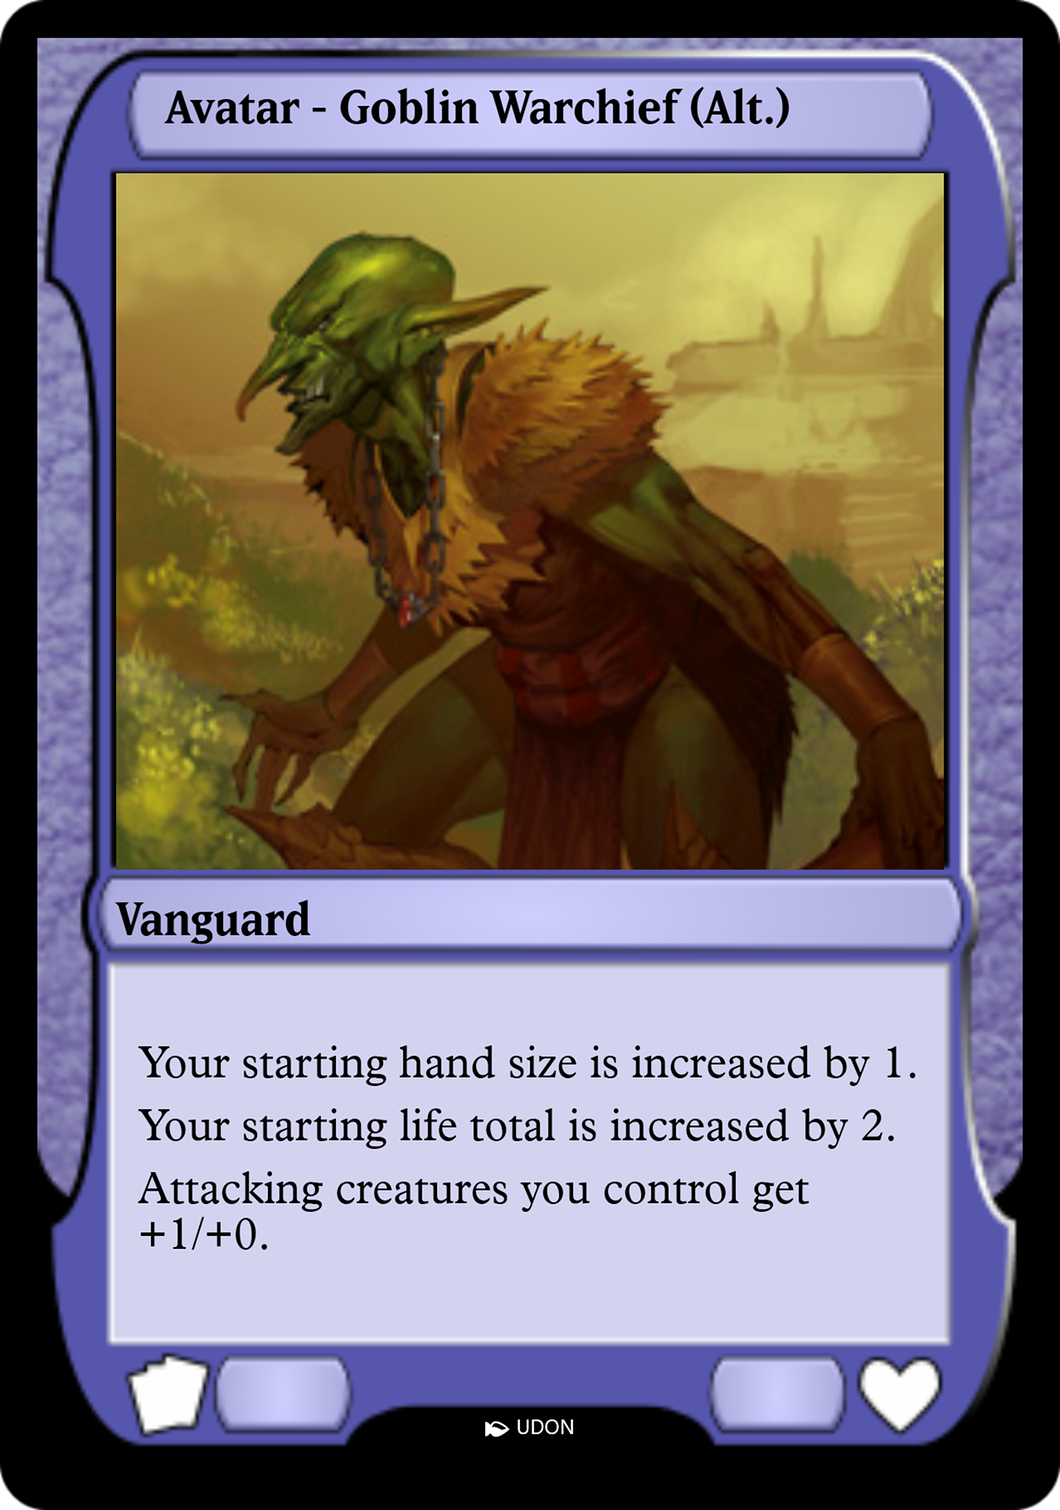 Avatar - Goblin Warchief (Alt.)
Vanguard
Your starting hand size is increased by 1.
Your starting life total is increased by 2.
Attacking creatures you control get
+1/+0.
UDON